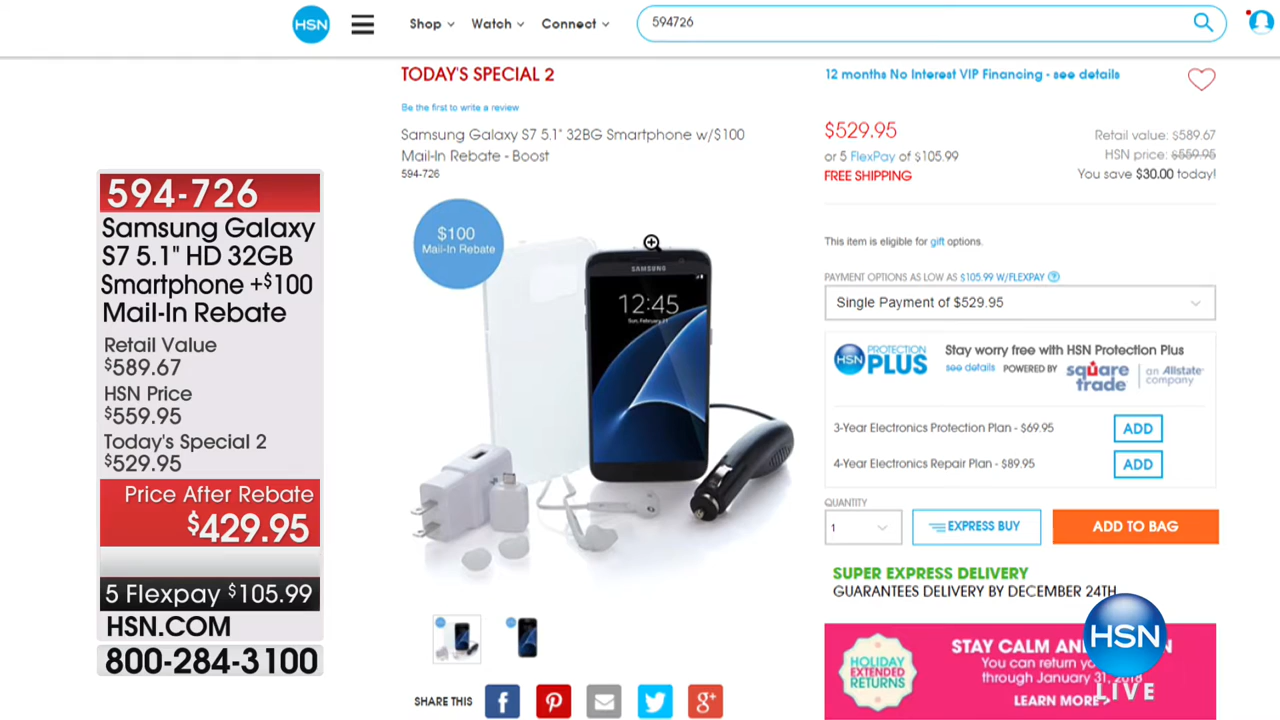 HSN
Shop
Watch
Connect
594726
594-726
Samsung Galaxy
S7 5.1" HD 32GB
Smartphone +$100
Mail-In Rebate
Retail Value
$589.67
HSN Price
$559.95
Today's Special 2
$529.95
Price After Rebate
$429.95
5 Flexpay $105.99
HSN.COM
800-284-3100
TODAY'S SPECIAL 2
Be the first to write a review
Samsung Galaxy S7 5.1" 32BG Smartphone w/$100
Mail-In Rebate - Boost
594-726
$100
Mail-In Rebate
SAMSUNG
12:45
SHARE THIS
12 months No Interest VIP Financing - see details
$529.95
or 5 FlexPay of $105.99
FREE SHIPPING
Retail value: $589.67
HSN price: $559.95
You save $30.00 today!
This item is eligible for gift options.
PAYMENT OPTIONS AS LOW AS $105.99 W/FLEXPAY
Single Payment of $529.95
HSN PROTECTION
PLUS
Stay worry free with HSN Protection Plus
see details POWERED BY
square
trade
an Allstate
company
3-Year Electronics Protection Plan - $69.95 ADD
4-Year Electronics Repair Plan - $89.95 ADD
QUANTITY
1
EXPRESS BUY
ADD TO BAG
SUPER EXPRESS DELIVERY
GUARANTEES DELIVERY BY DECEMBER 24TH
HOLIDAY
EXTENDED
RETURNS
STAY CALM AN
You can return
through January 31,
LEARN MORE >
HSN
LIVE